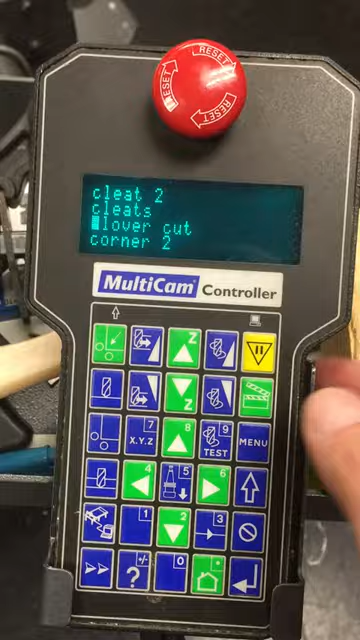 RESET
RESET
RESET
cleat 2
cleats
lover cut
corner 2
MultiCam Controller
Z
7
X.Y.Z
Z
8
9
TEST
MENU
4
5
6
1
2
3
+/-
?
0